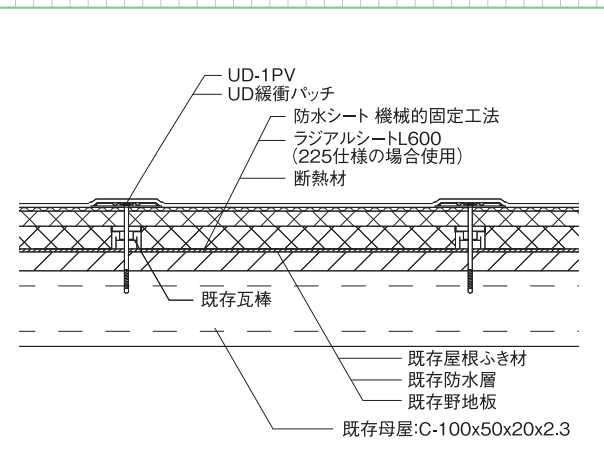 UD-1PV
UD緩衝パッチ
防水シート 機械的固定工法
ラジアルシートL600
(225仕様の場合使用)
断熱材
既存瓦棒
既存屋根ふき材
既存防水層
既存野地板
既存母屋:C-100x50x20x2.3